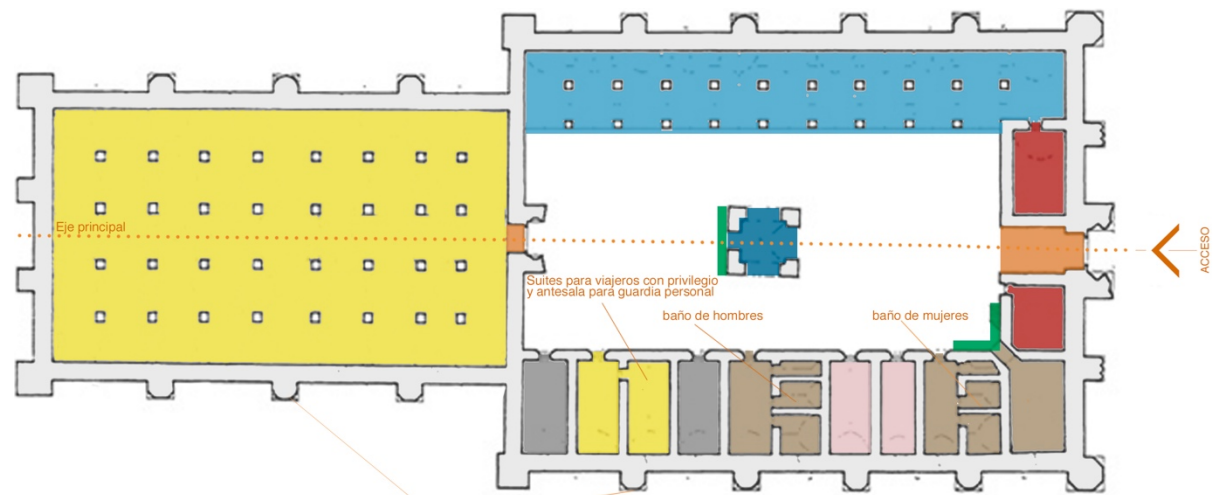 Eje principal
Suites para viajeros con privilegio
y antesala para guardia personal
baño de hombres
baño de mujeres
ACCESO